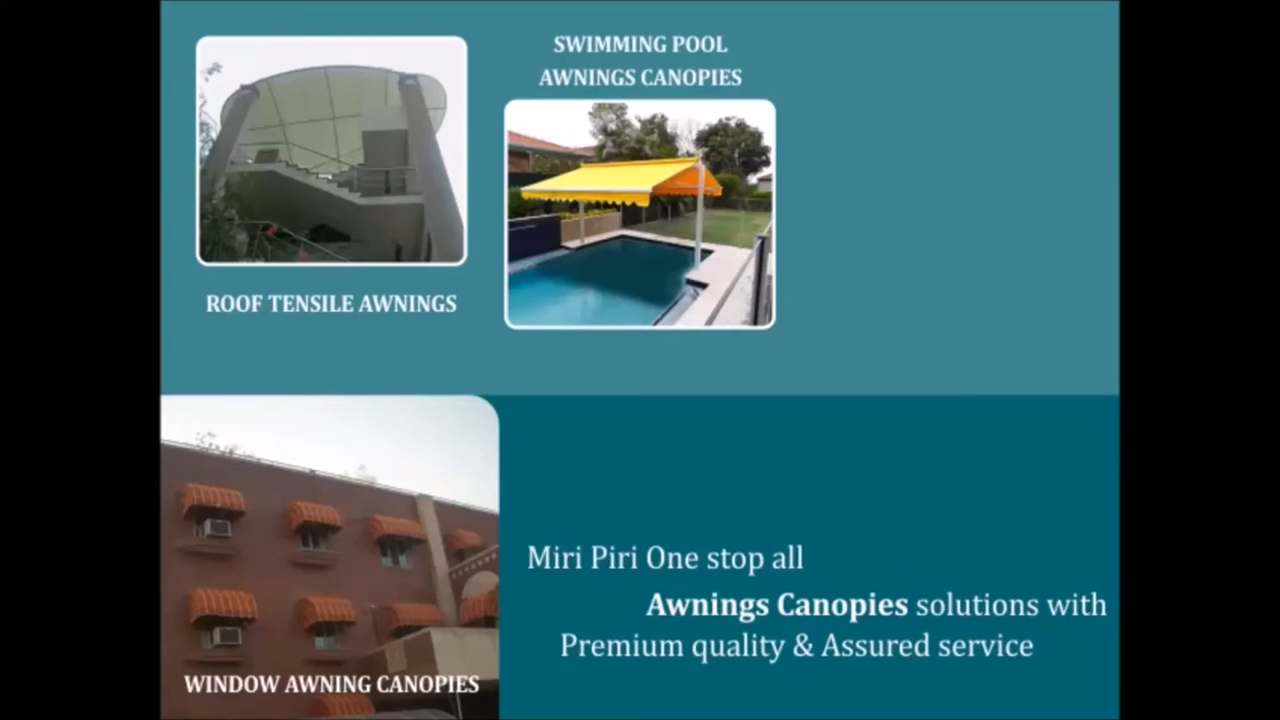 SWIMMING POOL
AWNINGS CANOPIES
ROOF TENSILE AWNINGS
WINDOW AWNING CANOPIES
Miri Piri One stop all
Awnings Canopies solutions with
Premium quality & Assured service